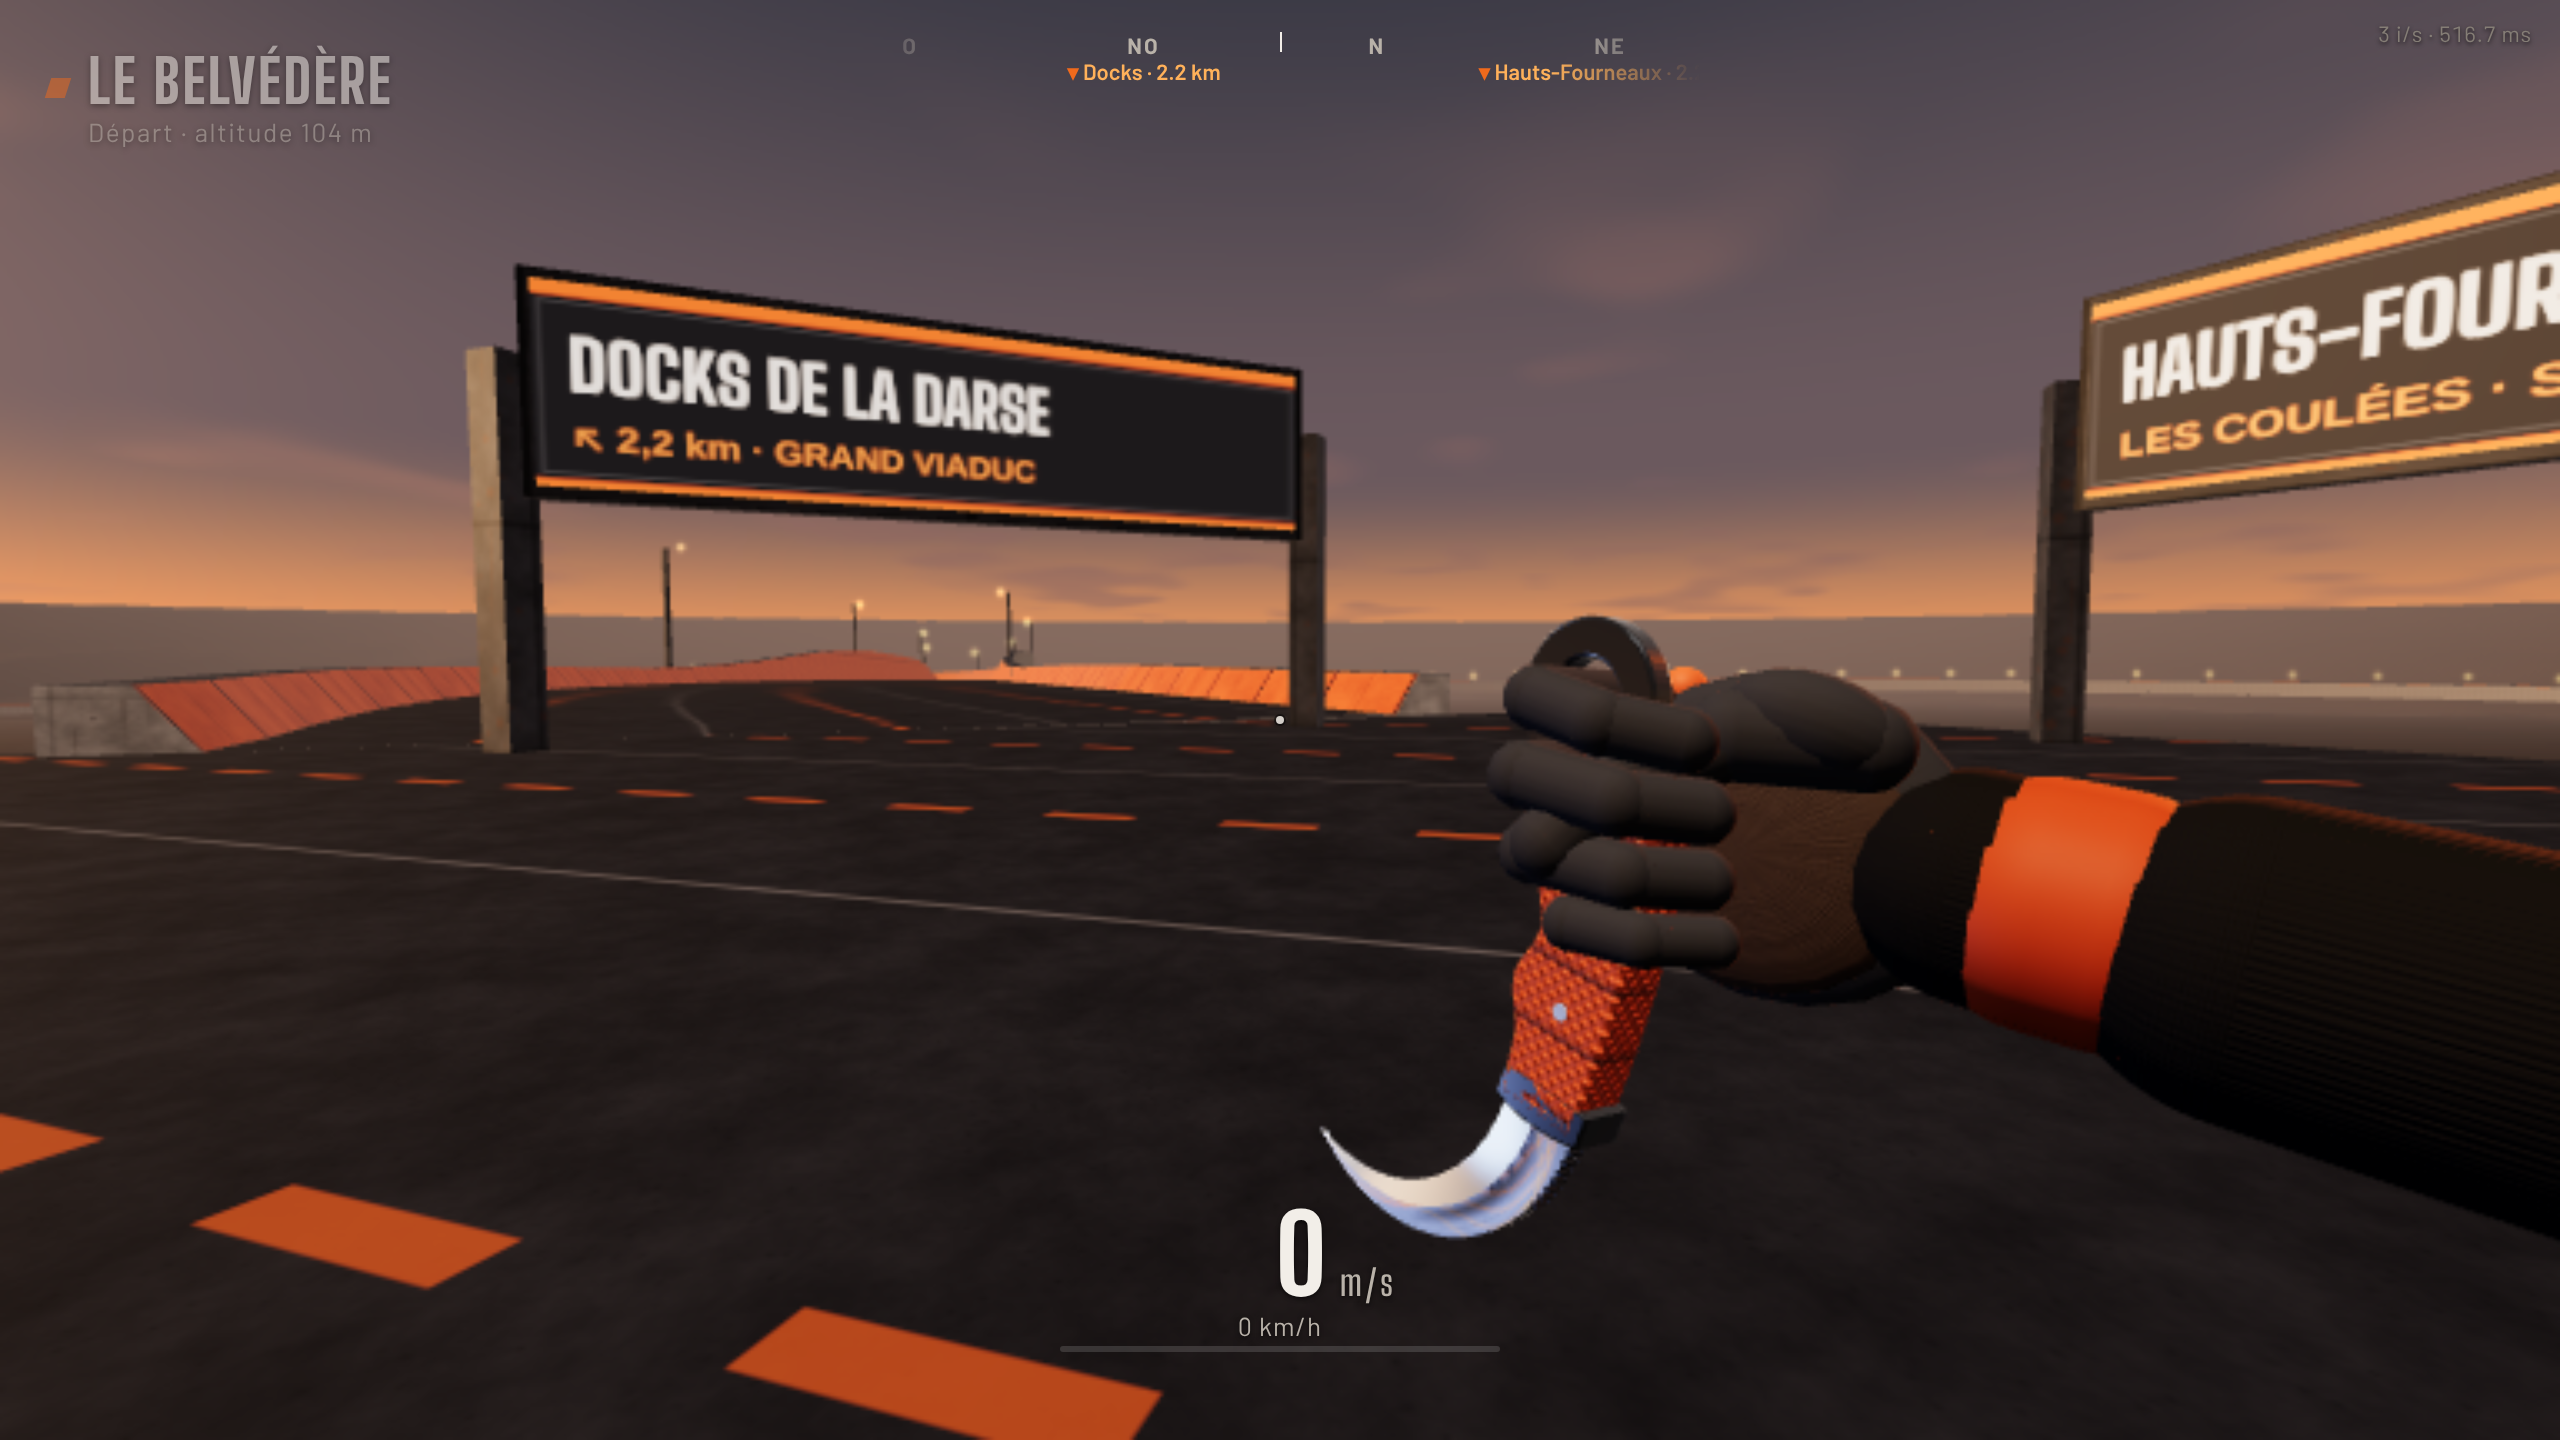 LE BELVÉDÈRE
Départ · altitude 104 m
O NO N NE
▼Docks · 2.2 km
▼Hauts-Fourneaux · 2..
3 i/s · 516.7 ms
DOCKS DE LA DARSE
↖ 2,2 km · GRAND VIADUC
HAUTS-FOUR
LES COULÉES · S
0 m/s
0 km/h